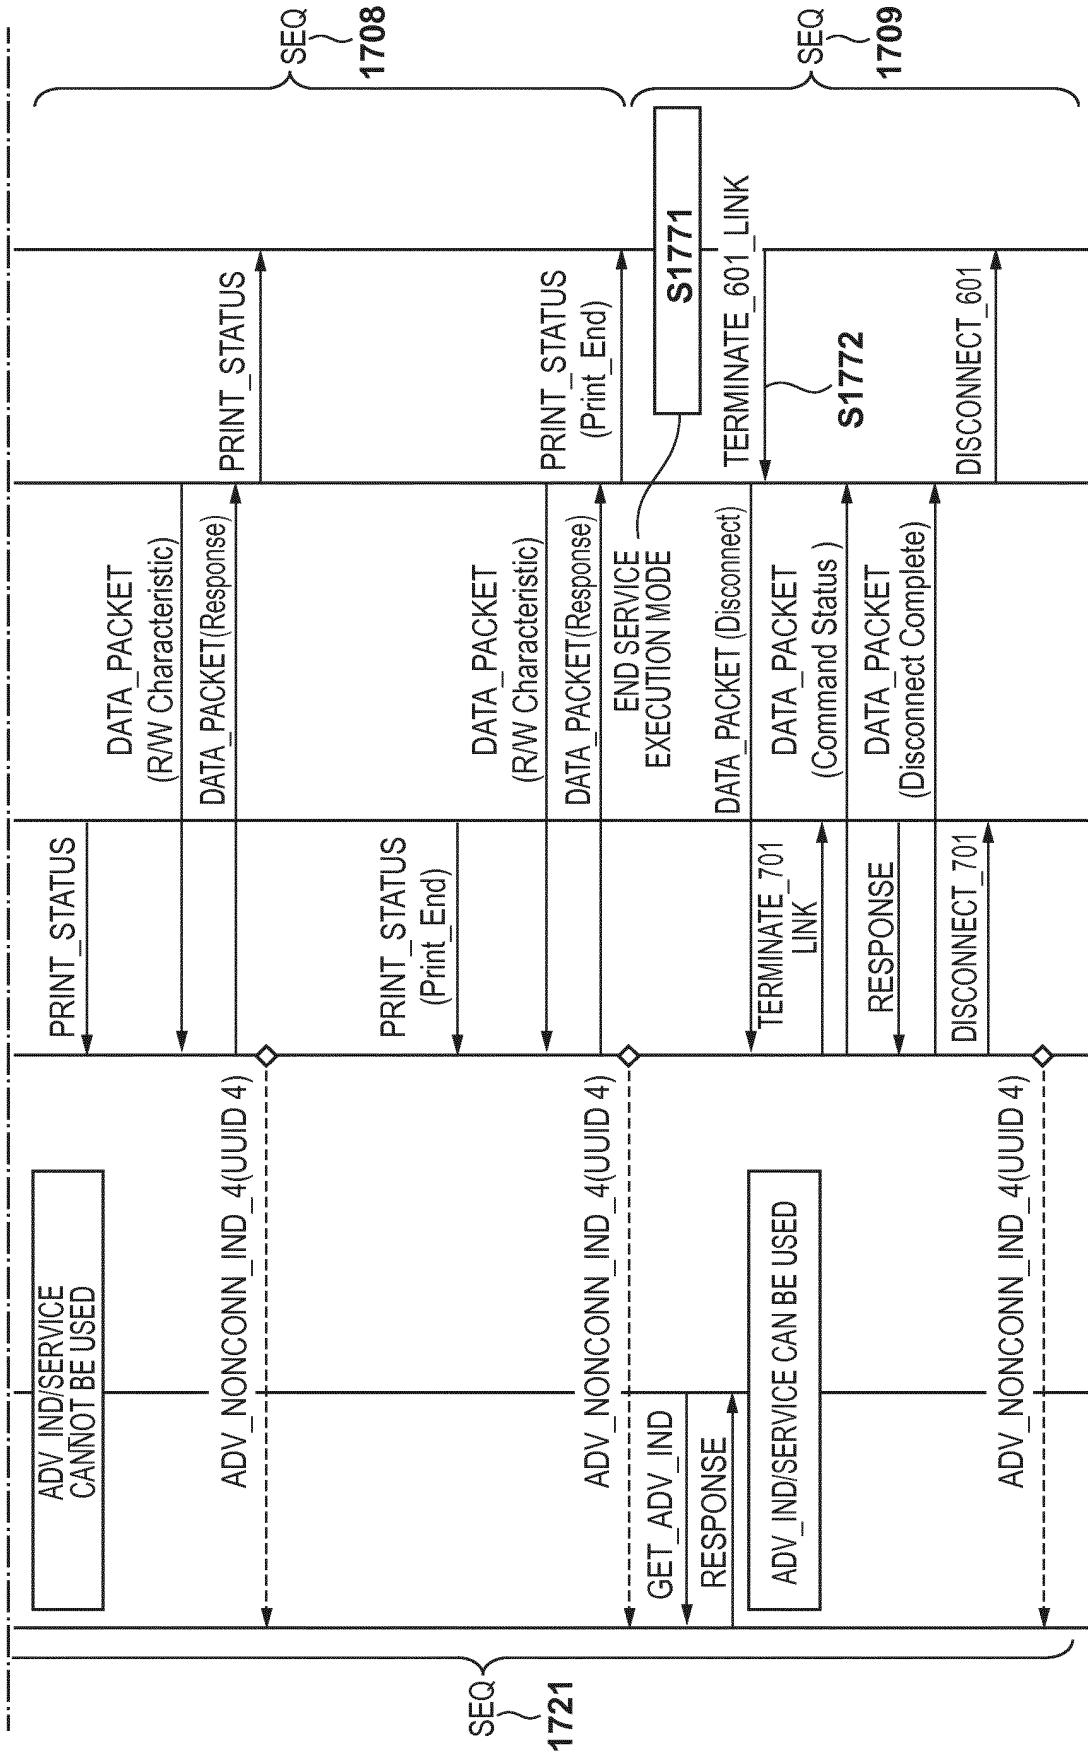 SEQ
1708
SEQ
1709
S1771
PRINT_STATUS
PRINT_STATUS
(Print_End)
TERMINATE_601_LINK
S1772
DISCONNECT_601
DATA_PACKET
(R/W Characteristic)
DATA_PACKET(Response)
DATA_PACKET
(R/W Characteristic)
DATA_PACKET(Response)
END SERVICE
EXECUTION MODE
DATA_PACKET (Disconnect)
DATA_PACKET
(Command Status)
DATA_PACKET
(Disconnect Complete)
PRINT_STATUS
PRINT_STATUS
(Print_End)
TERMINATE_701
LINK
RESPONSE
DISCONNECT_701
ADV_IND/SERVICE
CANNOT BE USED
ADV_NONCONN_IND_4(UUID 4)
ADV_NONCONN_IND_4(UUID 4)
GET_ADV_IND
RESPONSE
ADV_IND/SERVICE CAN BE USED
ADV_NONCONN_IND_4(UUID 4)
SEQ
1721